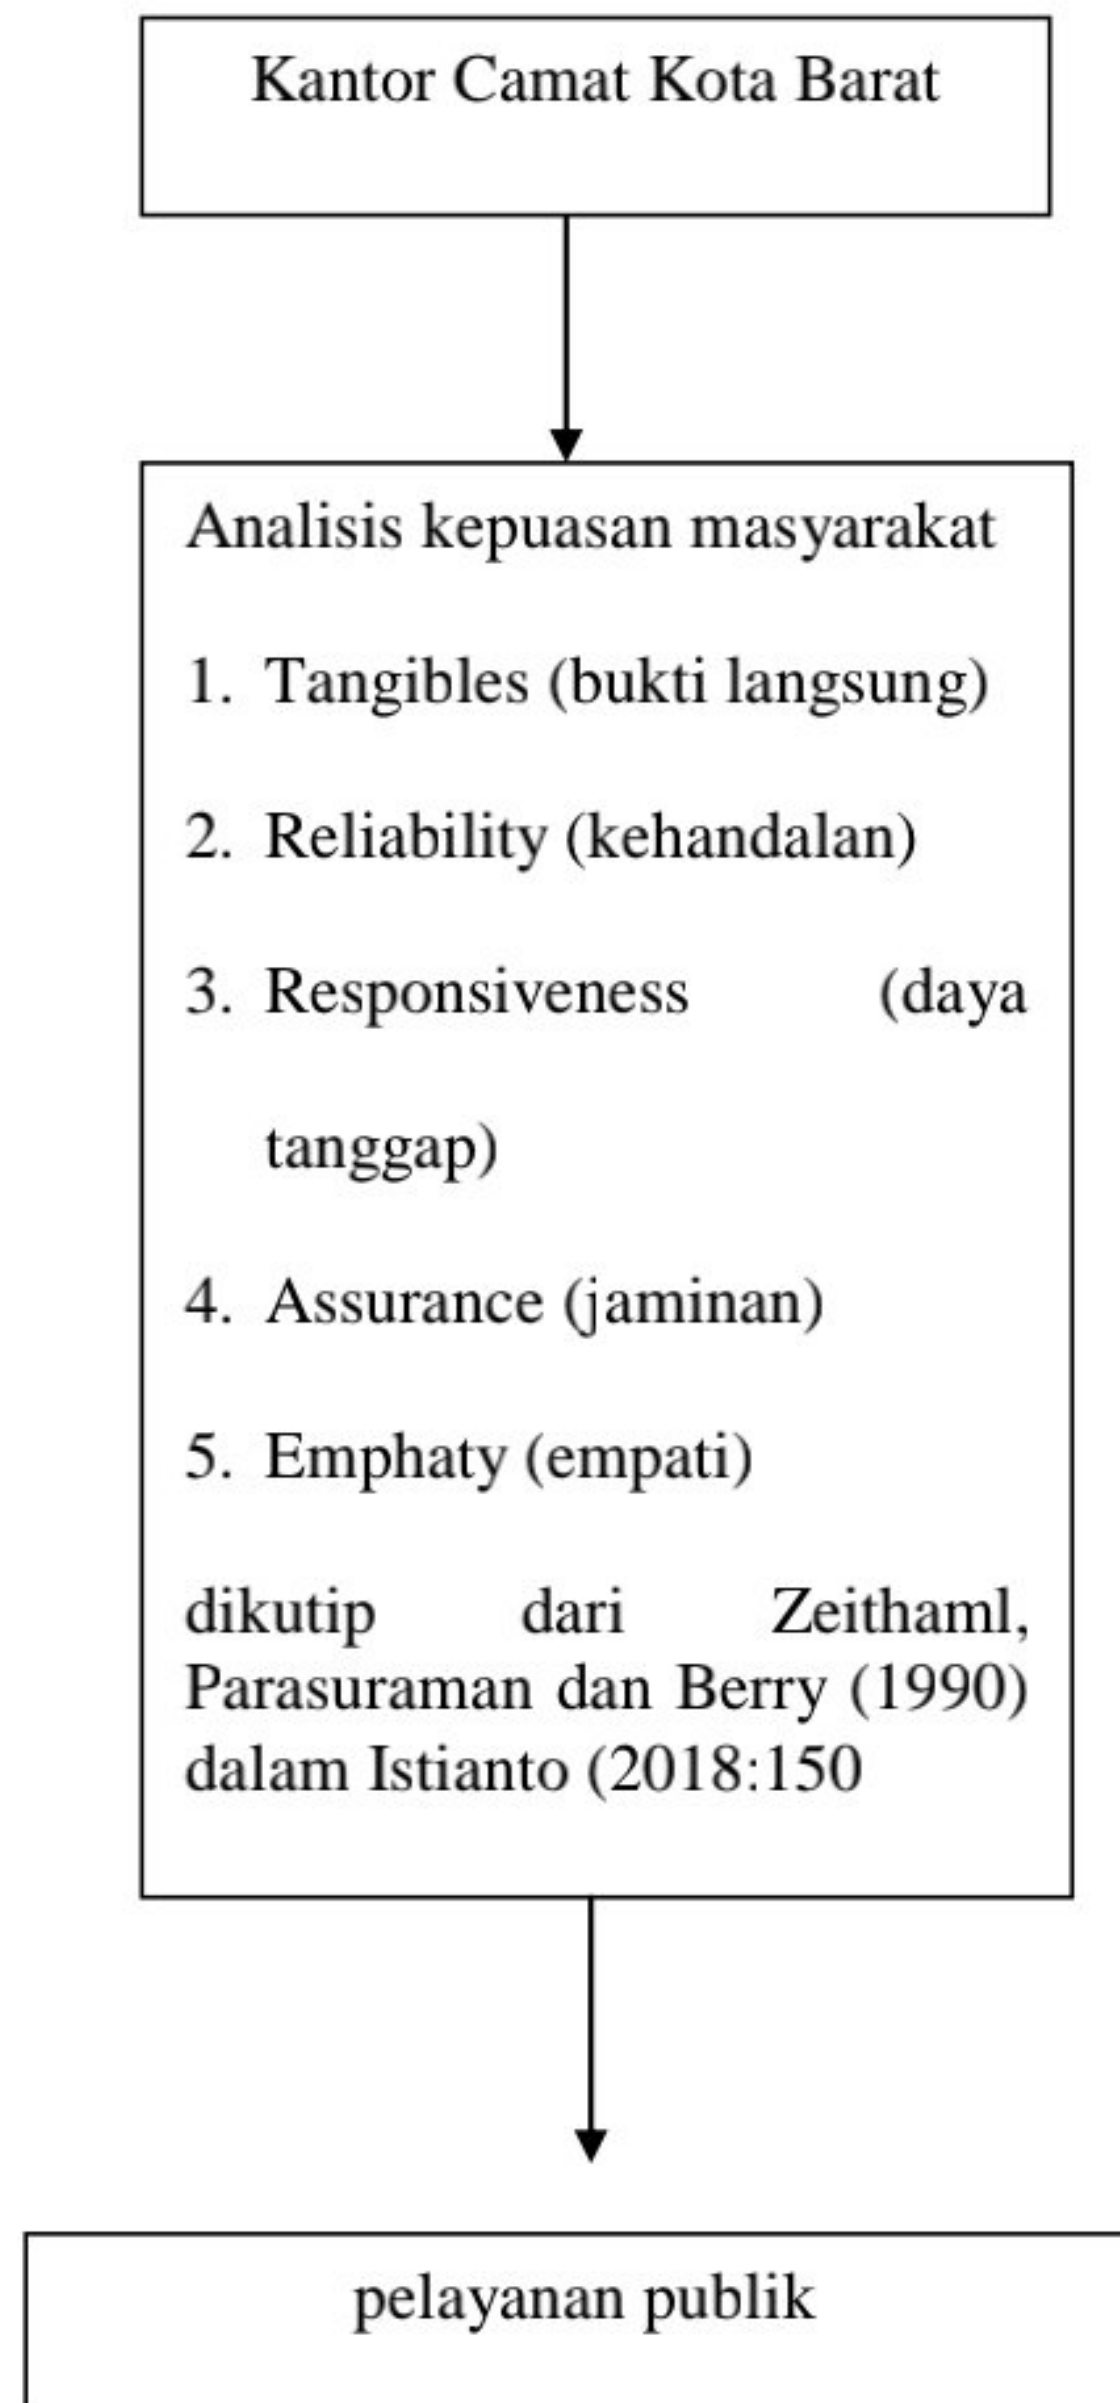 Kantor Camat Kota Barat
Analisis kepuasan masyarakat
1. Tangibles (bukti langsung)
2. Reliability (kehandalan)
3. Responsiveness (daya
tanggap)
4. Assurance (jaminan)
5. Emphaty (empati)
dikutip dari Zeithaml,
Parasuraman dan Berry (1990)
dalam Istianto (2018:150
pelayanan publik